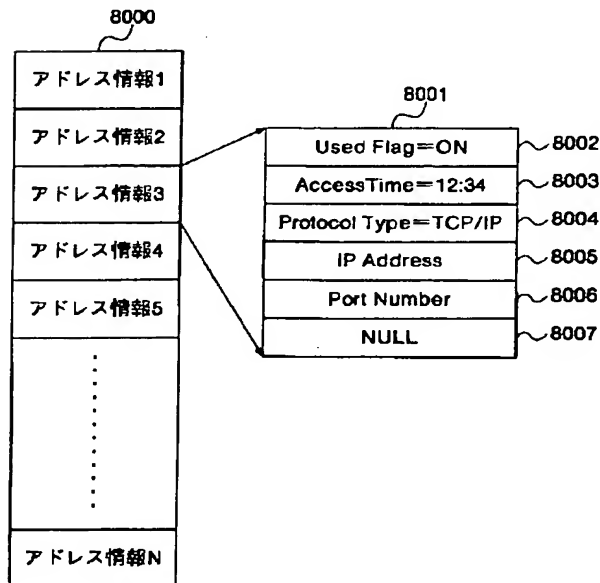 8000
アドレス情報1
アドレス情報2
アドレス情報3
アドレス情報4
アドレス情報5
アドレス情報N
8001
Used Flag=ON
8002
AccessTime=12:34
8003
Protocol Type=TCP/IP
8004
IP Address
8005
Port Number
8006
NULL
8007